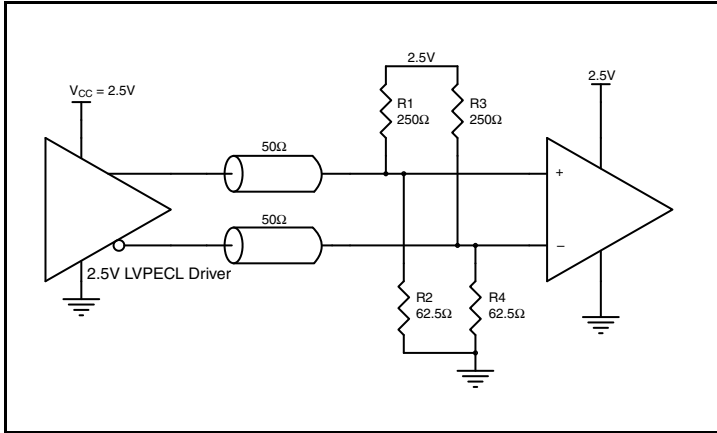 2.5V
V_CC = 2.5V
2.5V
R1
250Ω
R3
250Ω
50Ω
+
50Ω
–
2.5V LVPECL Driver
R2
62.5Ω
R4
62.5Ω